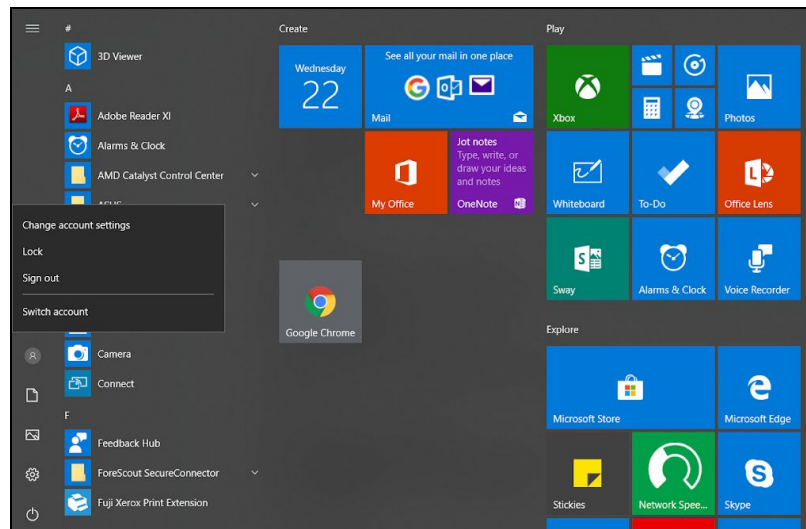 #
3D Viewer
A
Adobe Reader XI
Alarms & Clock
AMD Catalyst Control Center
Change account settings
Lock
Sign out
Switch account
Camera
Connect
F
Feedback Hub
ForeScout SecureConnector
Fuji Xerox Print Extension
Create
Wednesday
22
See all your mail in one place
Mail
My Office
Jot notes
Type, write, or
draw your ideas
and notes
OneNote
Google Chrome
Play
Xbox
Photos
Whiteboard
To-Do
Office Lens
Sway
Alarms & Clock
Voice Recorder
Explore
Microsoft Store
Microsoft Edge
Stickies
Network Spee...
Skype